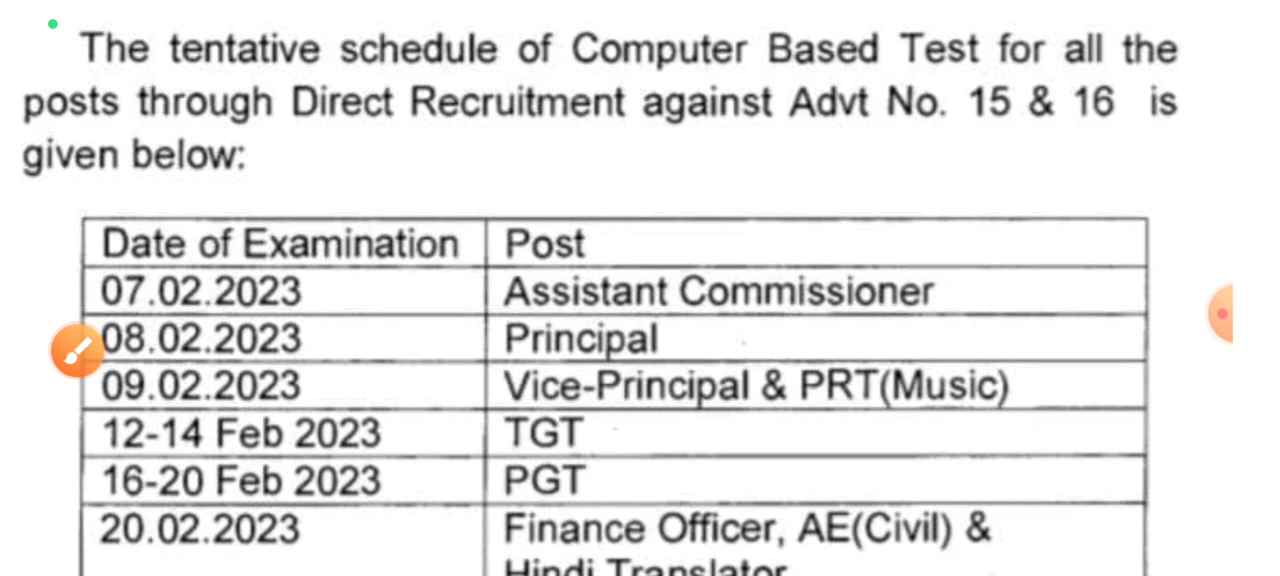 The tentative schedule of Computer Based Test for all the
posts through Direct Recruitment against Advt No. 15 & 16 is
given below:
Date of Examination Post
07.02.2023 Assistant Commissioner
08.02.2023 Principal
09.02.2023 Vice-Principal & PRT(Music)
12-14 Feb 2023 TGT
16-20 Feb 2023 PGT
20.02.2023 Finance Officer, AE(Civil) &
Hindi Translator